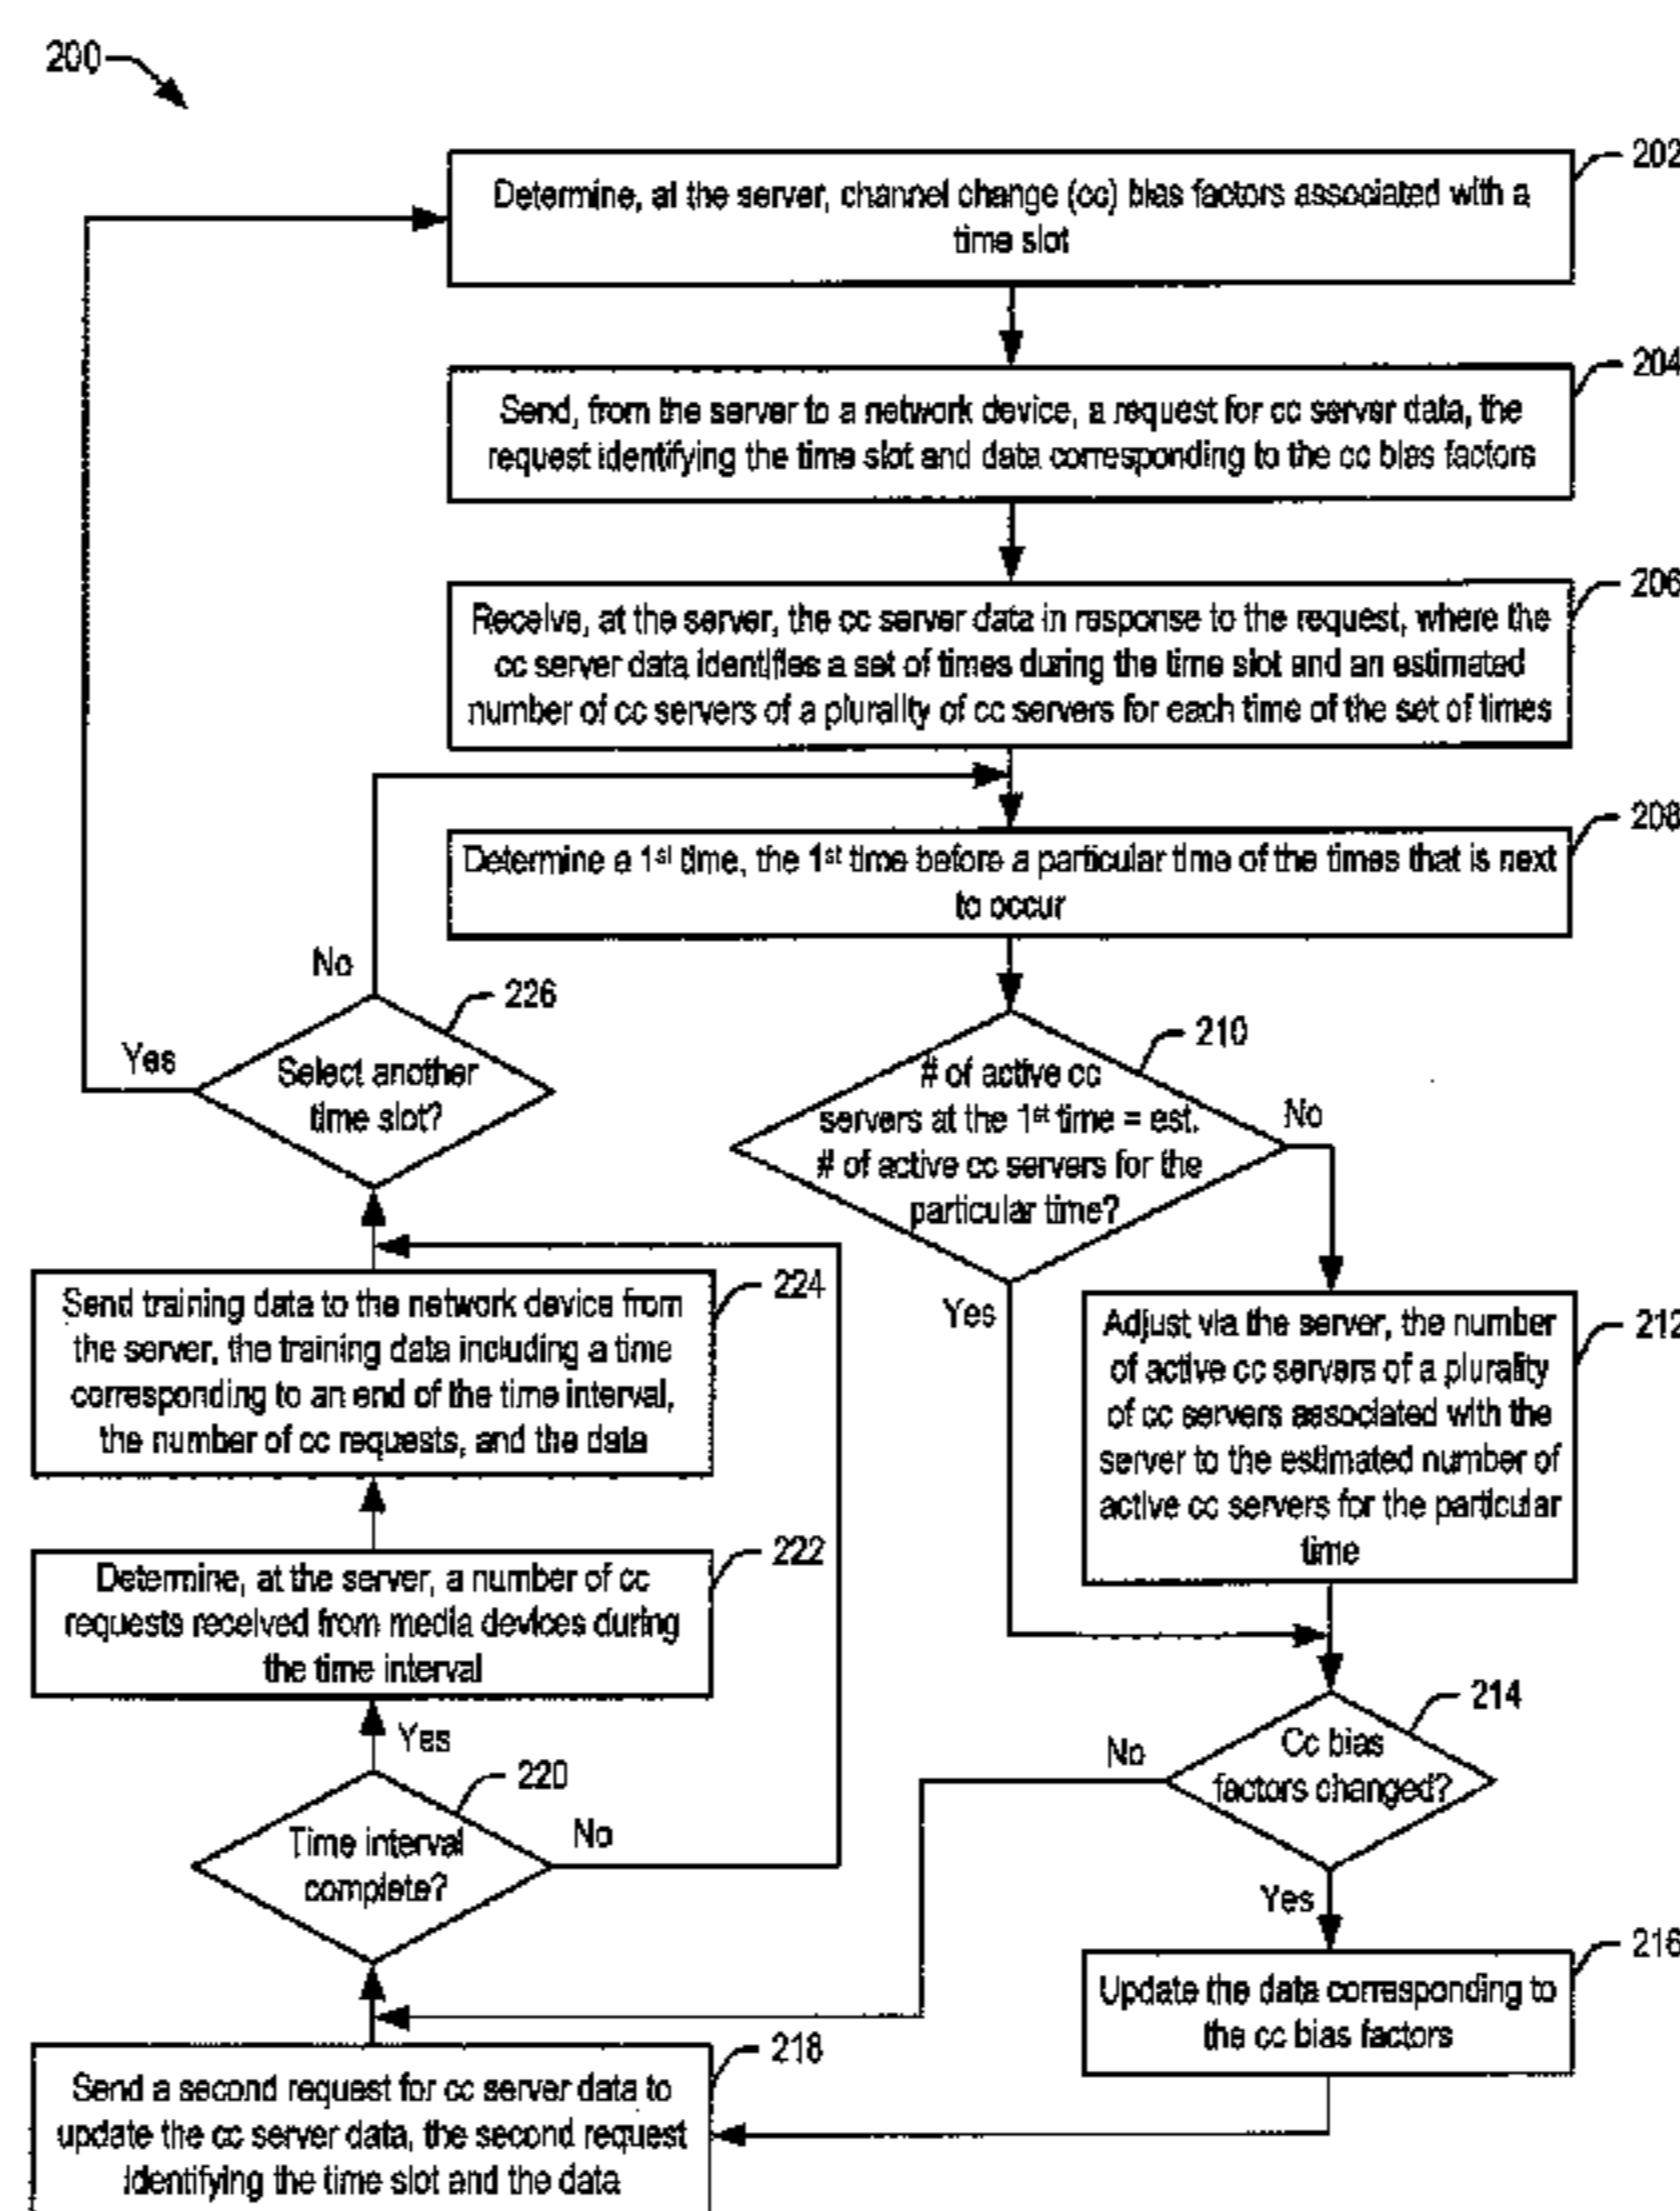 200
202
Determine, at the server, channel change (cc) bias factors associated with a
time slot
204
Send, from the server to a network device, a request for cc server data, the
request identifying the time slot and data corresponding to the cc bias factors
206
Receive, at the server, the cc server data in response to the request, where the
cc server data identifies a set of times during the time slot and an estimated
number of cc servers of a plurality of cc servers for each time of the set of times
208
Determine a 1st time, the 1st time before a particular time of the times that is next
to occur
210
# of active cc
servers at the 1st time = est.
# of active cc servers for the
particular time?
No
Yes
212
Adjust via the server, the number
of active cc servers of a plurality
of cc servers associated with the
server to the estimated number of
active cc servers for the particular
time
214
Cc bias
factors changed?
No
Yes
216
Update the data corresponding to
the cc bias factors
218
Send a second request for cc server data to
update the cc server data, the second request
identifying the time slot and the data
220
Time interval
complete?
No
Yes
222
Determine, at the server, a number of cc
requests received from media devices during
the time interval
224
Send training data to the network device from
the server, the training data including a time
corresponding to an end of the time interval,
the number of cc requests, and the data
226
Select another
time slot?
No
Yes